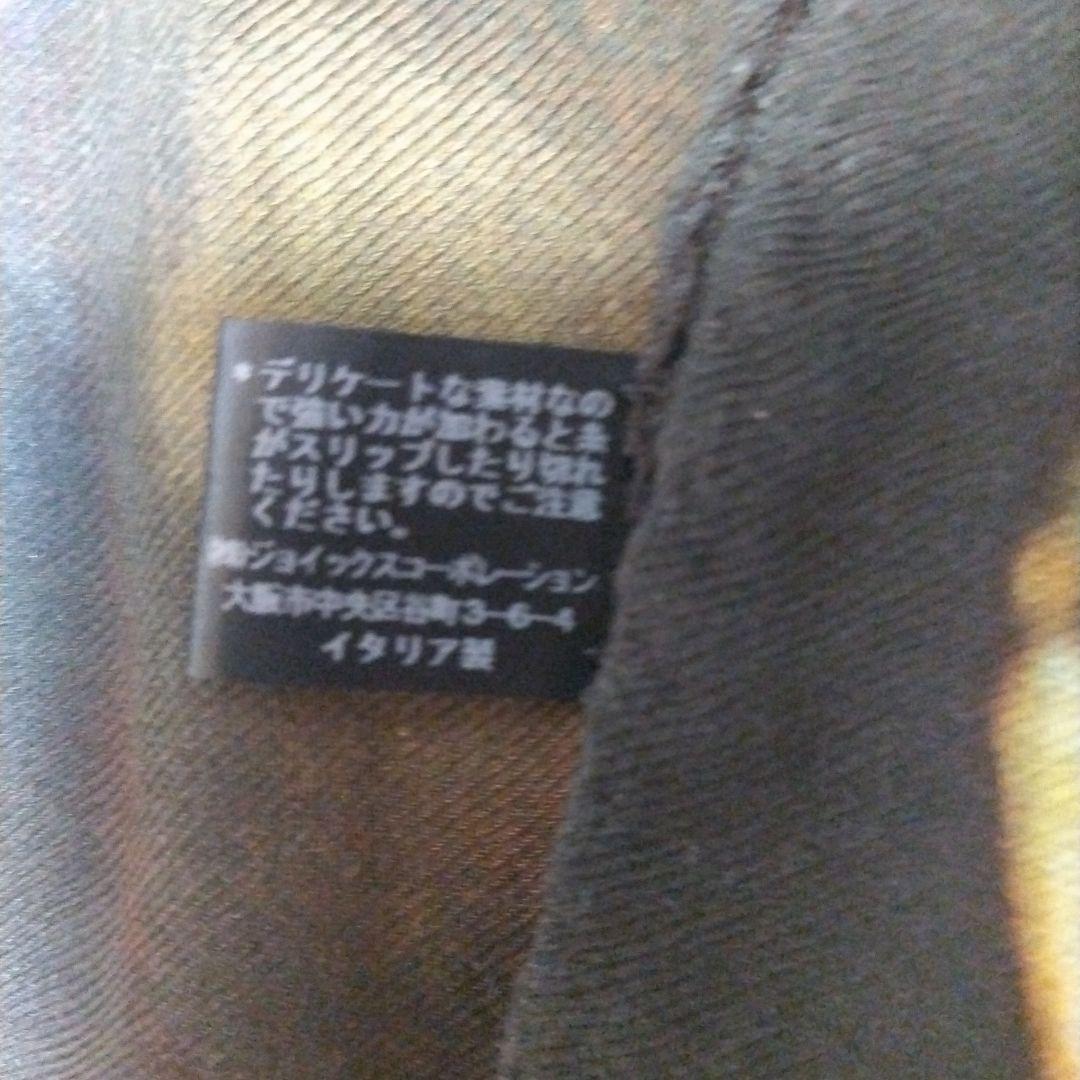 *デリケートな素材なの
で強い力が加わると糸
がスリップしたり切れ
たりしますのでご注意
ください。
㈱ジョイックスコーポレーション
大阪市中央区谷町3-6-4
イタリア製